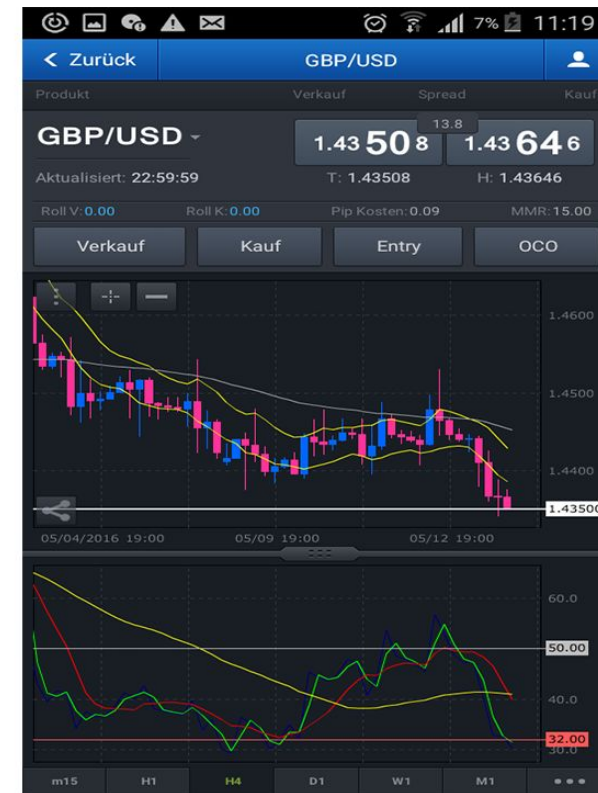 7% 11:19
Zurück GBP/USD
Produkt Verkauf Spread Kauf
13.8
GBP/USD 1.43 50 8 1.43 64 6
Aktualisiert: 22:59:59 T: 1.43508 H: 1.43646
Roll V: 0.00 Roll K: 0.00 Pip Kosten: 0.09 MMR: 15.00
Verkauf Kauf Entry OCO
1.4600
1.4500
1.4400
1.4350
05/04/2016 19:00 05/09 19:00 05/12 19:00
60.0
50.00
40.0
32.00
30.0
m15 H1 H4 D1 W1 M1